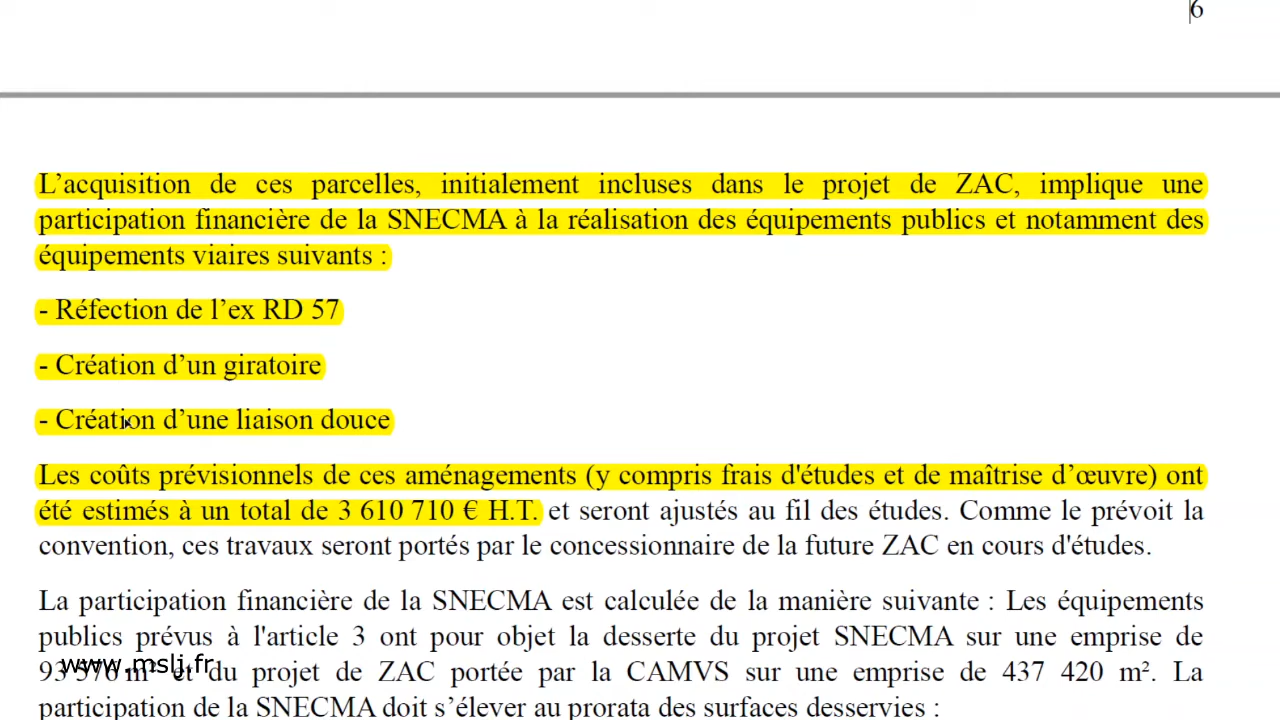 6
L’acquisition de ces parcelles, initialement incluses dans le projet de ZAC, implique une
participation financière de la SNECMA à la réalisation des équipements publics et notamment des
équipements viaires suivants :
- Réfection de l’ex RD 57
- Création d’un giratoire
- Création d’une liaison douce
Les coûts prévisionnels de ces aménagements (y compris frais d'études et de maîtrise d’œuvre) ont
été estimés à un total de 3 610 710 € H.T. et seront ajustés au fil des études. Comme le prévoit la
convention, ces travaux seront portés par le concessionnaire de la future ZAC en cours d'études.
La participation financière de la SNECMA est calculée de la manière suivante : Les équipements
publics prévus à l'article 3 ont pour objet la desserte du projet SNECMA sur une emprise de
m² et du projet de ZAC portée par la CAMVS sur une emprise de 437 420 m². La
www.mslj.fr
participation de la SNECMA doit s’élever au prorata des surfaces desservies :